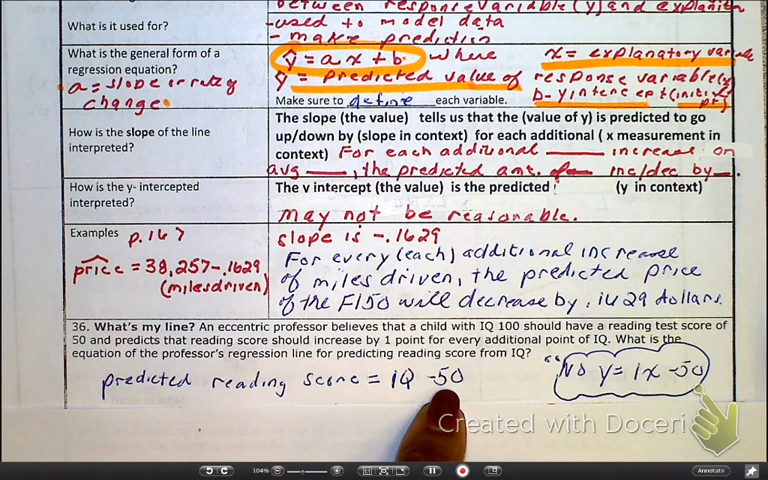 between response variable (y) and
What is it used for?
-used to model data
- make prediction
What is the general form of a
regression equation?
ŷ = ax + b where
x = explanatory variable
a = slope or rate of
change.
ŷ = predicted value of response variable(y)
b- y intercept (initial
pt)
Make sure to define each variable.
How is the slope of the line
interpreted?
The slope (the value) tells us that the (value of y) is predicted to go
up/down by (slope in context) for each additional ( x measurement in
context) For each additional ____ increase on
avg ____, the predicted amt. of inc/dec by __.
How is the y- intercepted
interpreted?
The y intercept (the value) is the predicted (y in context)
may not be reasonable.
Examples p.167
slope is -.1629
price = 38,257-.1629
(miles driven)
For every (each) additional increase
of miles driven, the predicted price
of the F150 will decrease by .1629 dollars.
36. What's my line? An eccentric professor believes that a child with IQ 100 should have a reading test score of
50 and predicts that reading score should increase by 1 point for every additional point of IQ. What is the
equation of the professor's regression line for predicting reading score from IQ?
predicted reading score = IQ -50
"No y = 1x -50
Created with Doceri
104%
Annotate